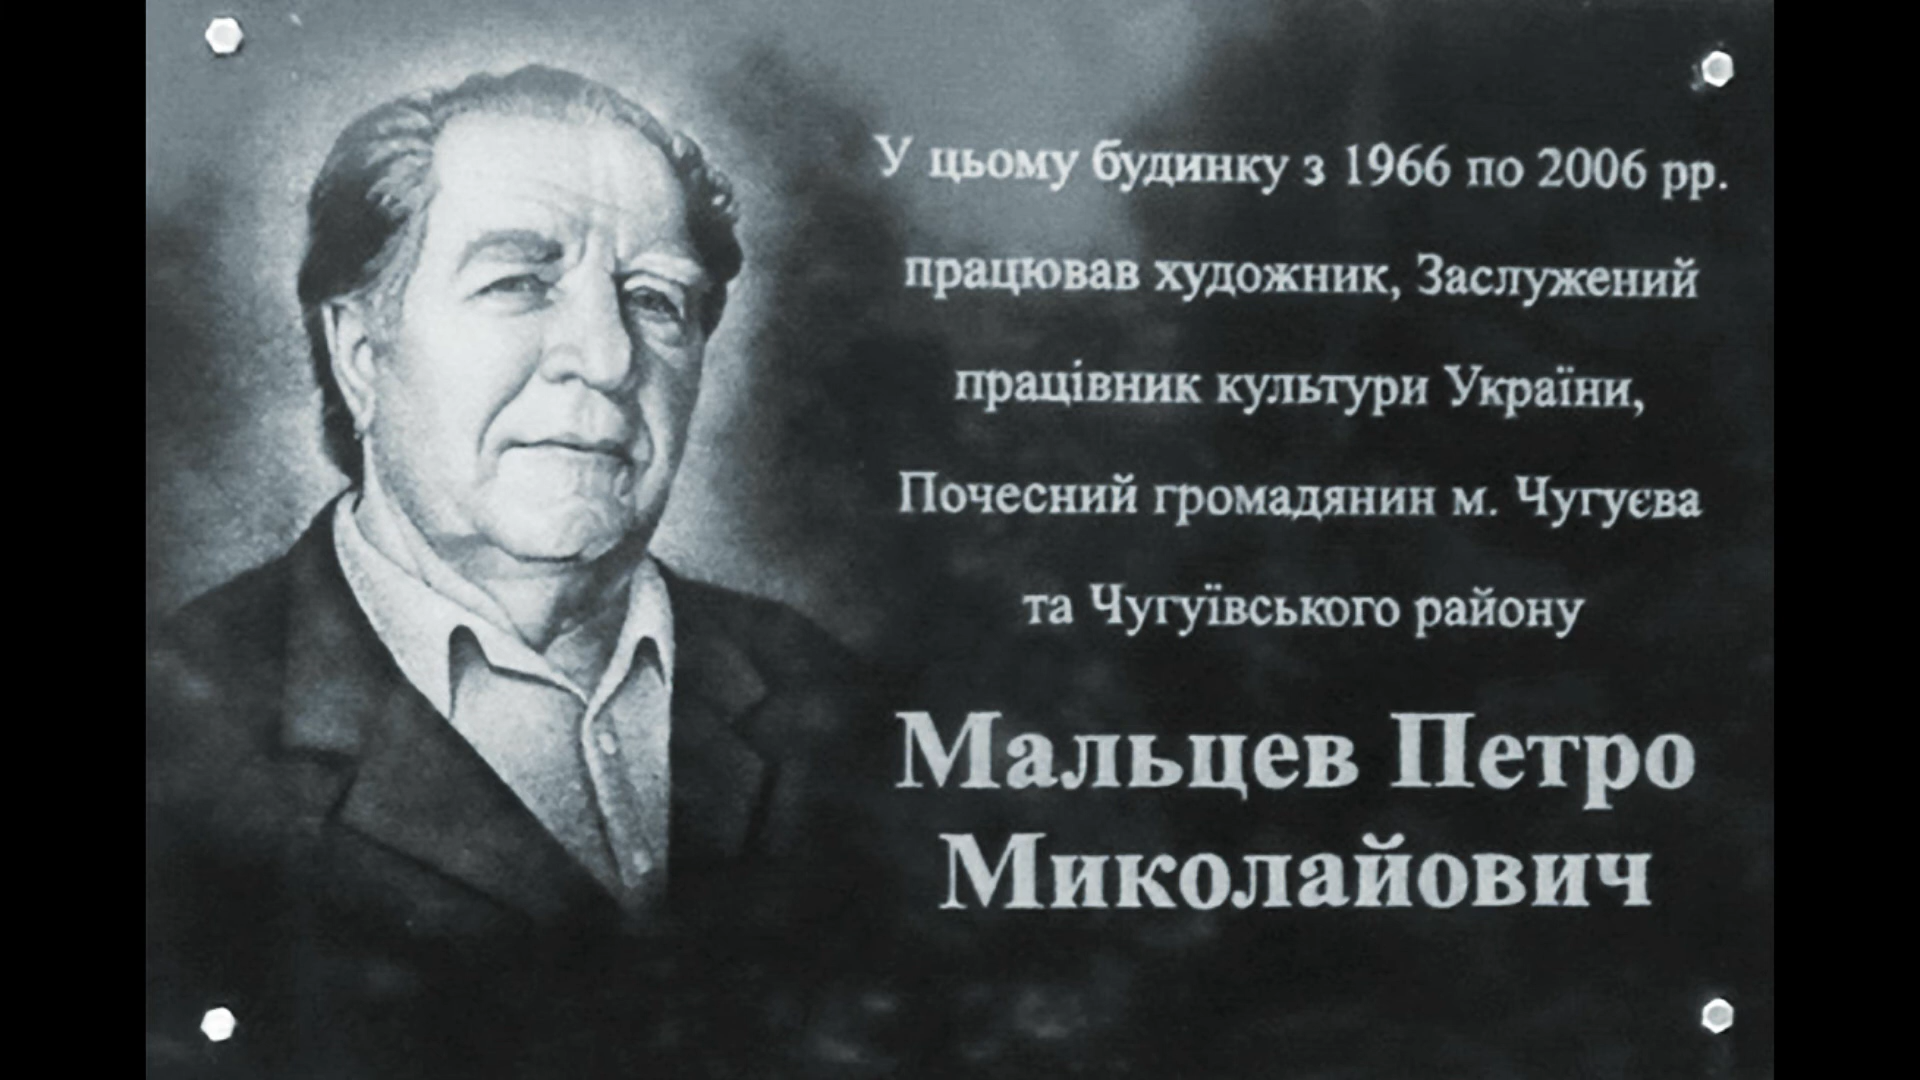 У цьому будинку з 1966 по 2006 рр.
працював художник, Заслужений
працівник культури України,
Почесний громадянин м. Чугуєва
та Чугуївського району
Мальцев Петро
Миколайович